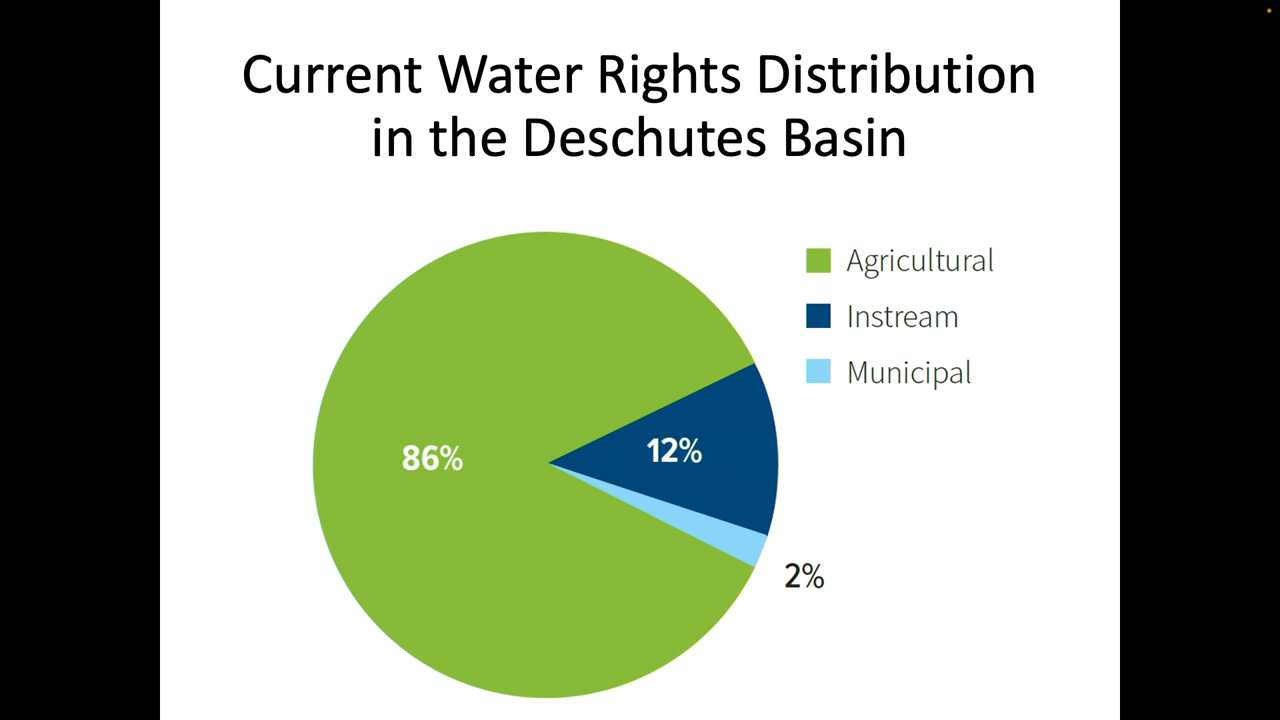 Current Water Rights Distribution
in the Deschutes Basin
Agricultural
Instream
Municipal
86%
12%
2%